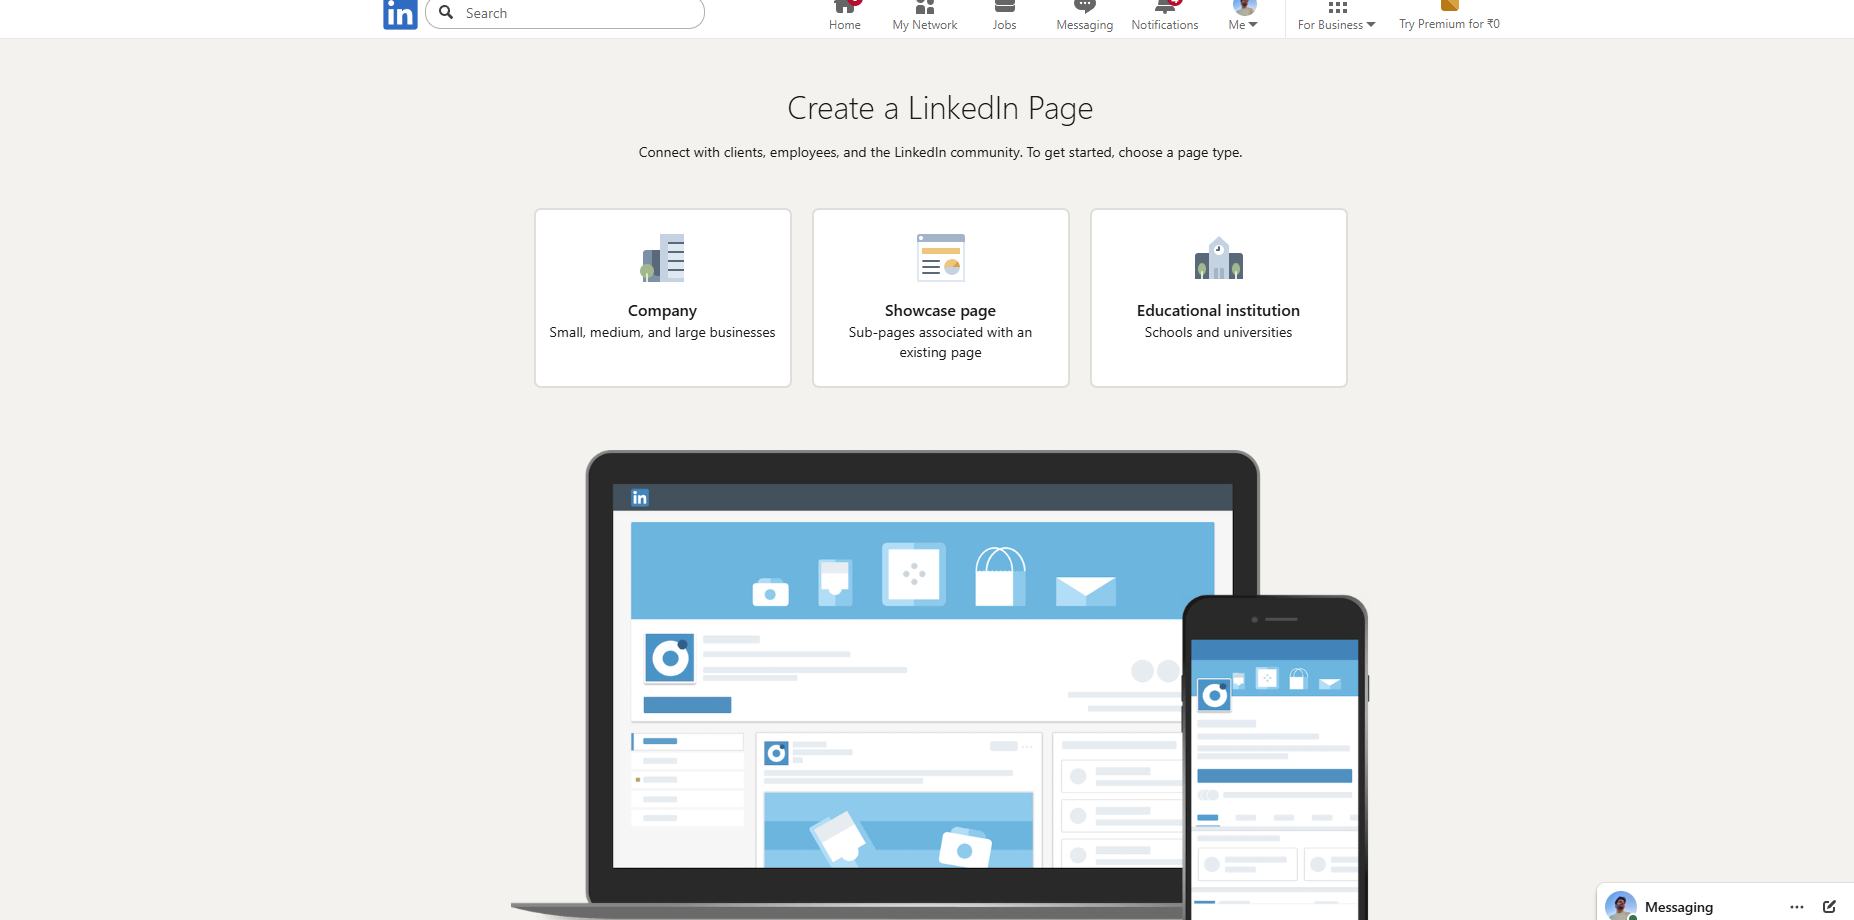 in
Search
Home
My Network
Jobs
Messaging
Notifications
Me
For Business
Try Premium for ₹0
Create a LinkedIn Page
Connect with clients, employees, and the LinkedIn community. To get started, choose a page type.
Company
Small, medium, and large businesses
Showcase page
Sub-pages associated with an
existing page
Educational institution
Schools and universities
in
Messaging